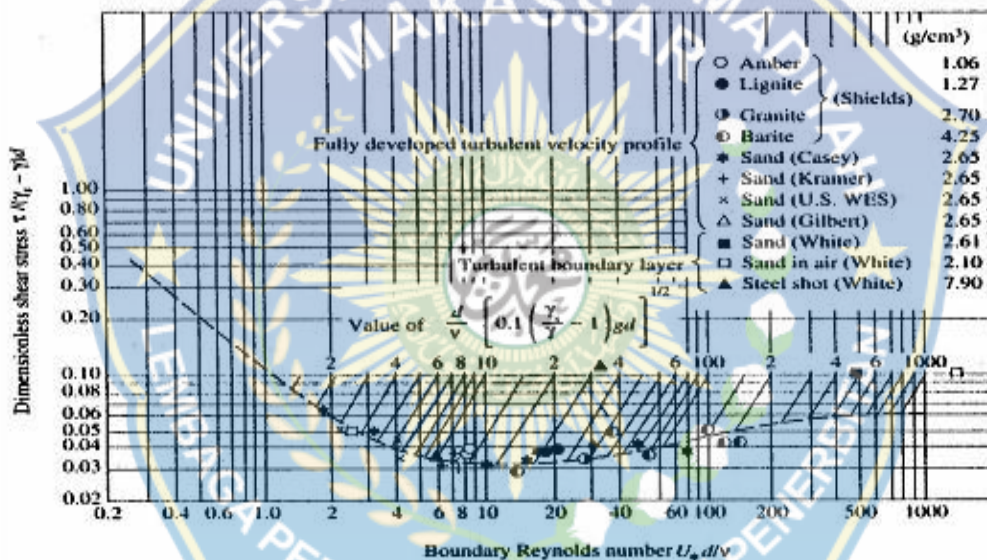 UNIVERS
MAKASSAR
MADIYAH
LEMBAGA PE
PENERBITAN
(g/cm³)
Amber 1.06
Lignite 1.27
(Shields)
Granite 2.70
Barite 4.25
Fully developed turbulent velocity profile
Sand (Casey) 2.65
Sand (Kramer) 2.65
Sand (U.S. WES) 2.65
Sand (Gilbert) 2.65
Sand (White) 2.61
Turbulent boundary layer
Sand in air (White) 2.10
Steel shot (White) 7.90
Value of d/ν [0.1 (γs/γ − 1) gd]^1/2
2 4 6 8 10 2 4 6 100 2 4 6 1000
Dimensionless shear stress
1.00
0.80
0.60
0.50
0.40
0.30
0.20
0.10
0.08
0.06
0.05
0.04
0.03
0.02
0.2 0.4 0.6 1.0 2 4 6 8 10 20 40 60 100 200 500 1000
Boundary Reynolds number U*d/ν